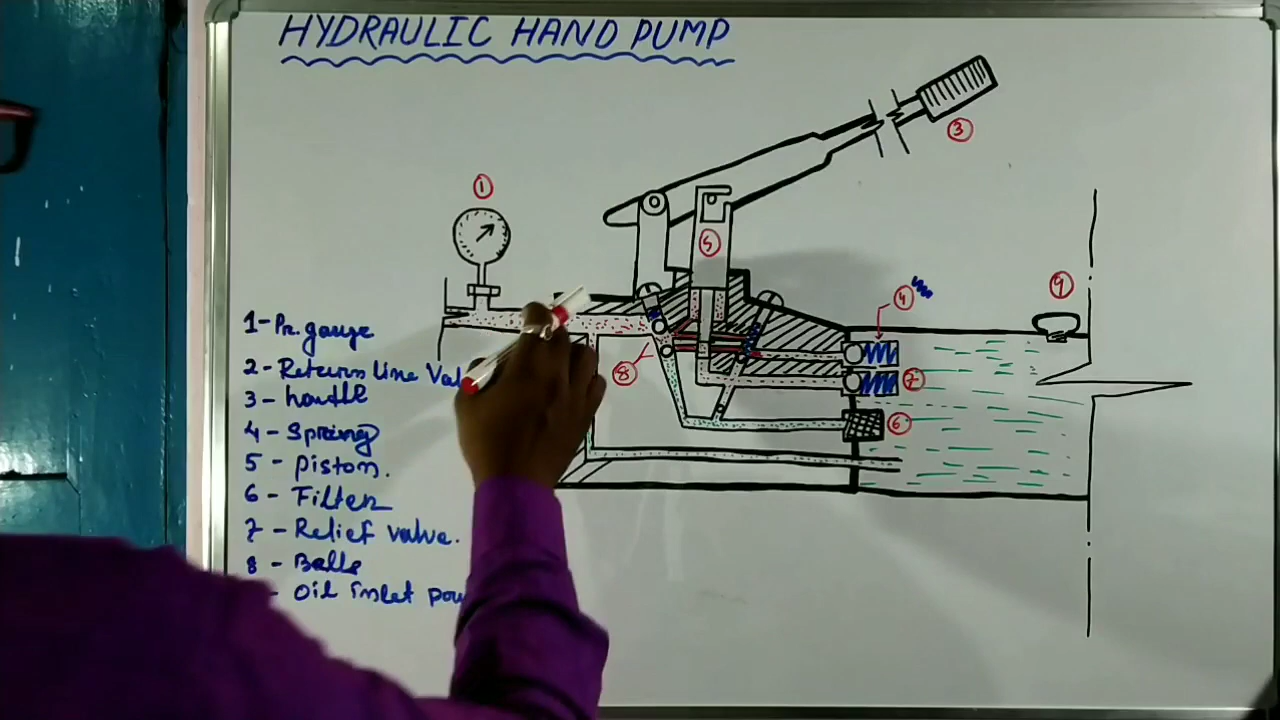 HYDRAULIC HAND PUMP
3
1
5
4
9
8
7
6
1-Pr. gauge
2-Return line Val
3 - handle
4 - Spring
5 - piston.
6 - Filter
7 - Relief valve.
8 - Balls
- Oil inlet